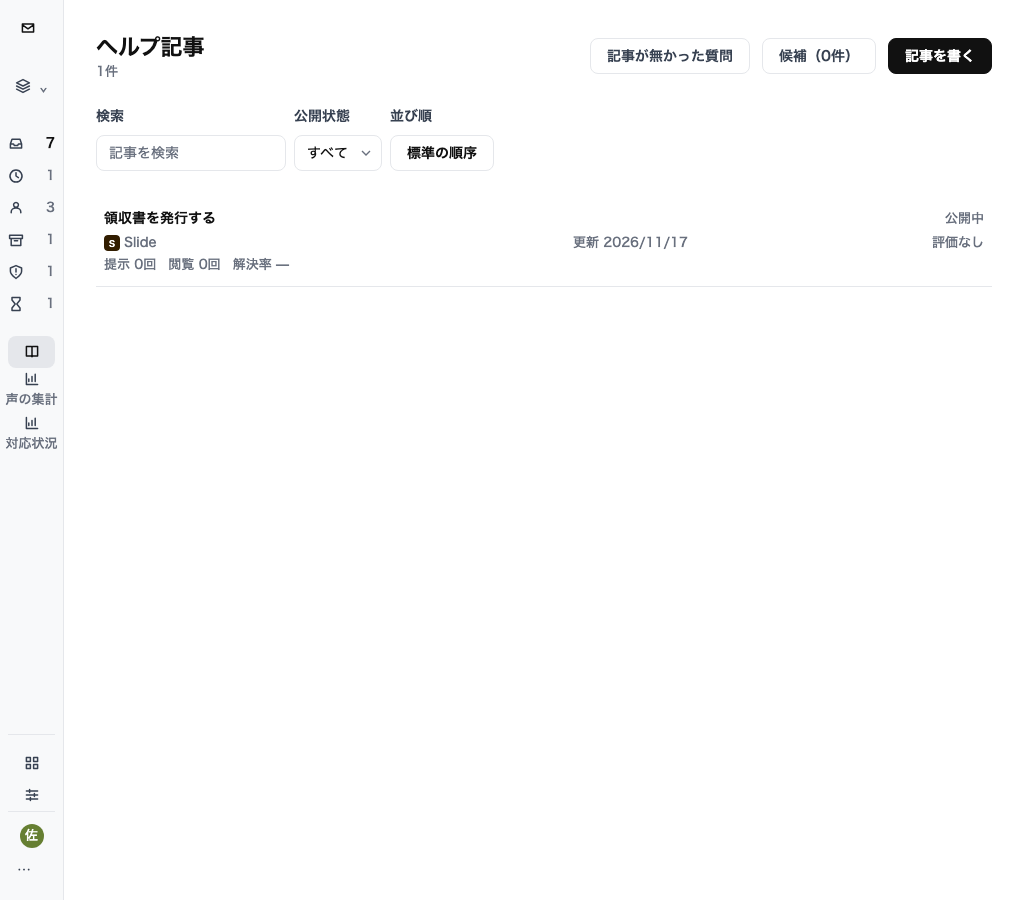 ヘルプ記事
1件
記事が無かった質問
候補（0件）
記事を書く
検索
公開状態
並び順
記事を検索
すべて
標準の順序
領収書を発行する
公開中
S Slide
更新 2026/11/17
評価なし
提示 0回 閲覧 0回 解決率 —
7
1
3
1
1
1
声の集計
対応状況
佐
…